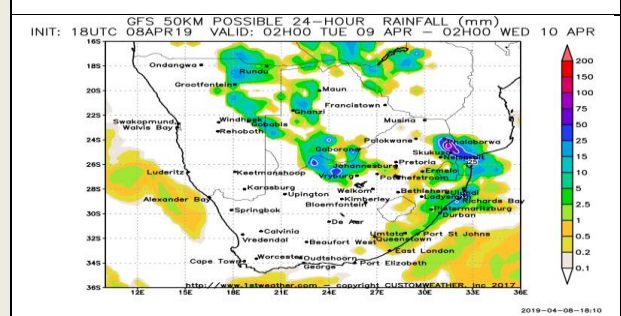 GFS 50KM POSSIBLE 24-HOUR RAINFALL (mm)
INIT: 18UTC 08APR19 VALID: 02H00 TUE 09 APR – 02H00 WED 10 APR
16S
18S
20S
22S
24S
26S
28S
30S
32S
34S
36S
Ondangwa
Rundu
Grootfontein
Maun
Ghanzi
Francistown
Swakopmund
Walvis Bay
Windhoek
Gobabis
Rehoboth
Musina
Polokwane
Phalaborwa
Skukuza
Nelspruit
Gaborone
Johannesburg
Pretoria
Ermelo
Vryburg
Potchefstroom
Luderitz
Keetmanshoop
Karasburg
Upington
Welkom
Kimberley
Bloemfontein
Bethlehem
Ladysmith
Richards Bay
Pietermaritzburg
Durban
Alexander Bay
Springbok
De Aar
Calvinia
Vredendal
Beaufort West
Umtata
Port St Johns
Queenstown
East London
Cape Town
Worcester
Oudtshoorn
George
Port Elizabeth
http://www.1stweather.com – copyright CUSTOMWEATHER, Inc 2017
12E 15E 18E 21E 24E 27E 30E 33E 36E
200
150
100
75
50
25
15
10
5
2.5
1
0.5
0.2
0.1
2019-04-08-18:10